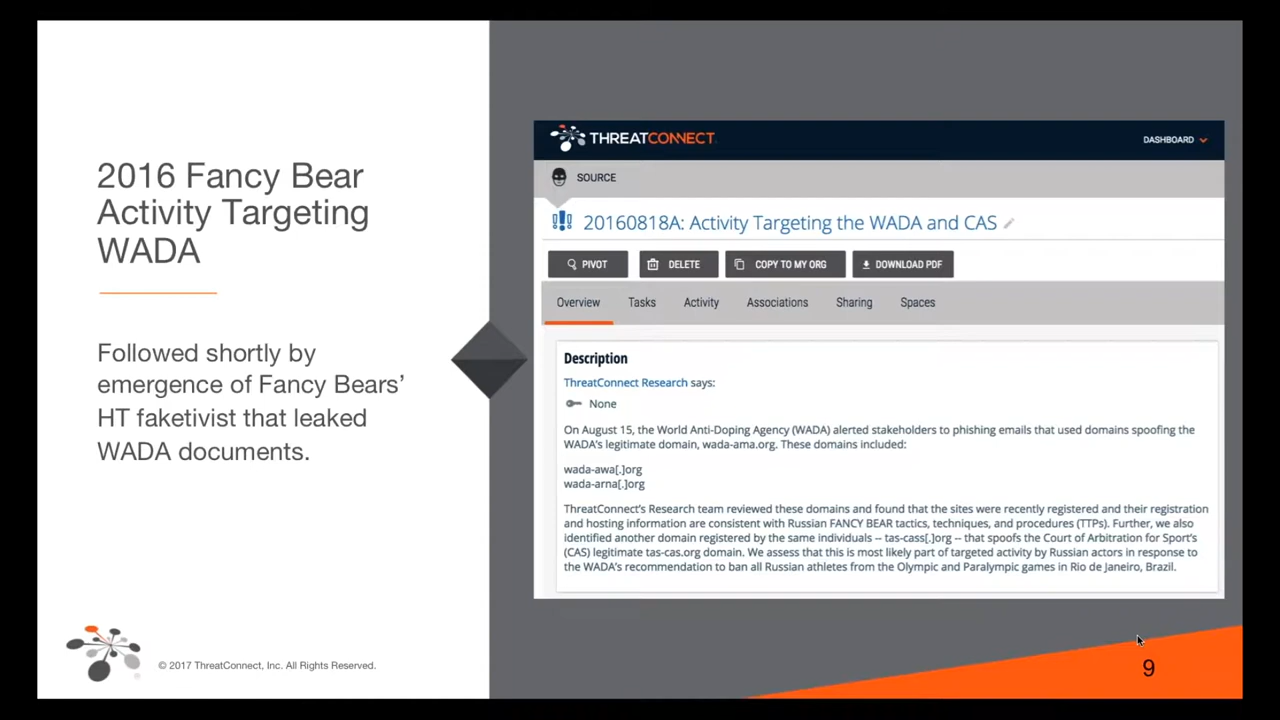 2016 Fancy Bear
Activity Targeting
WADA
Followed shortly by
emergence of Fancy Bears’
HT faketivist that leaked
WADA documents.
© 2017 ThreatConnect, Inc. All Rights Reserved.
THREATCONNECT
DASHBOARD
SOURCE
20160818A: Activity Targeting the WADA and CAS
PIVOT
DELETE
COPY TO MY ORG
DOWNLOAD PDF
Overview
Tasks
Activity
Associations
Sharing
Spaces
Description
ThreatConnect Research says:
None
On August 15, the World Anti-Doping Agency (WADA) alerted stakeholders to phishing emails that used domains spoofing the
WADA's legitimate domain, wada-ama.org. These domains included:
wada-awa[.]org
wada-arna[.]org
ThreatConnect's Research team reviewed these domains and found that the sites were recently registered and their registration
and hosting information are consistent with Russian FANCY BEAR tactics, techniques, and procedures (TTPs). Further, we also
identified another domain registered by the same individuals -- tas-cass[.]org -- that spoofs the Court of Arbitration for Sport's
(CAS) legitimate tas-cas.org domain. We assess that this is most likely part of targeted activity by Russian actors in response to
the WADA's recommendation to ban all Russian athletes from the Olympic and Paralympic games in Rio de Janeiro, Brazil.
9